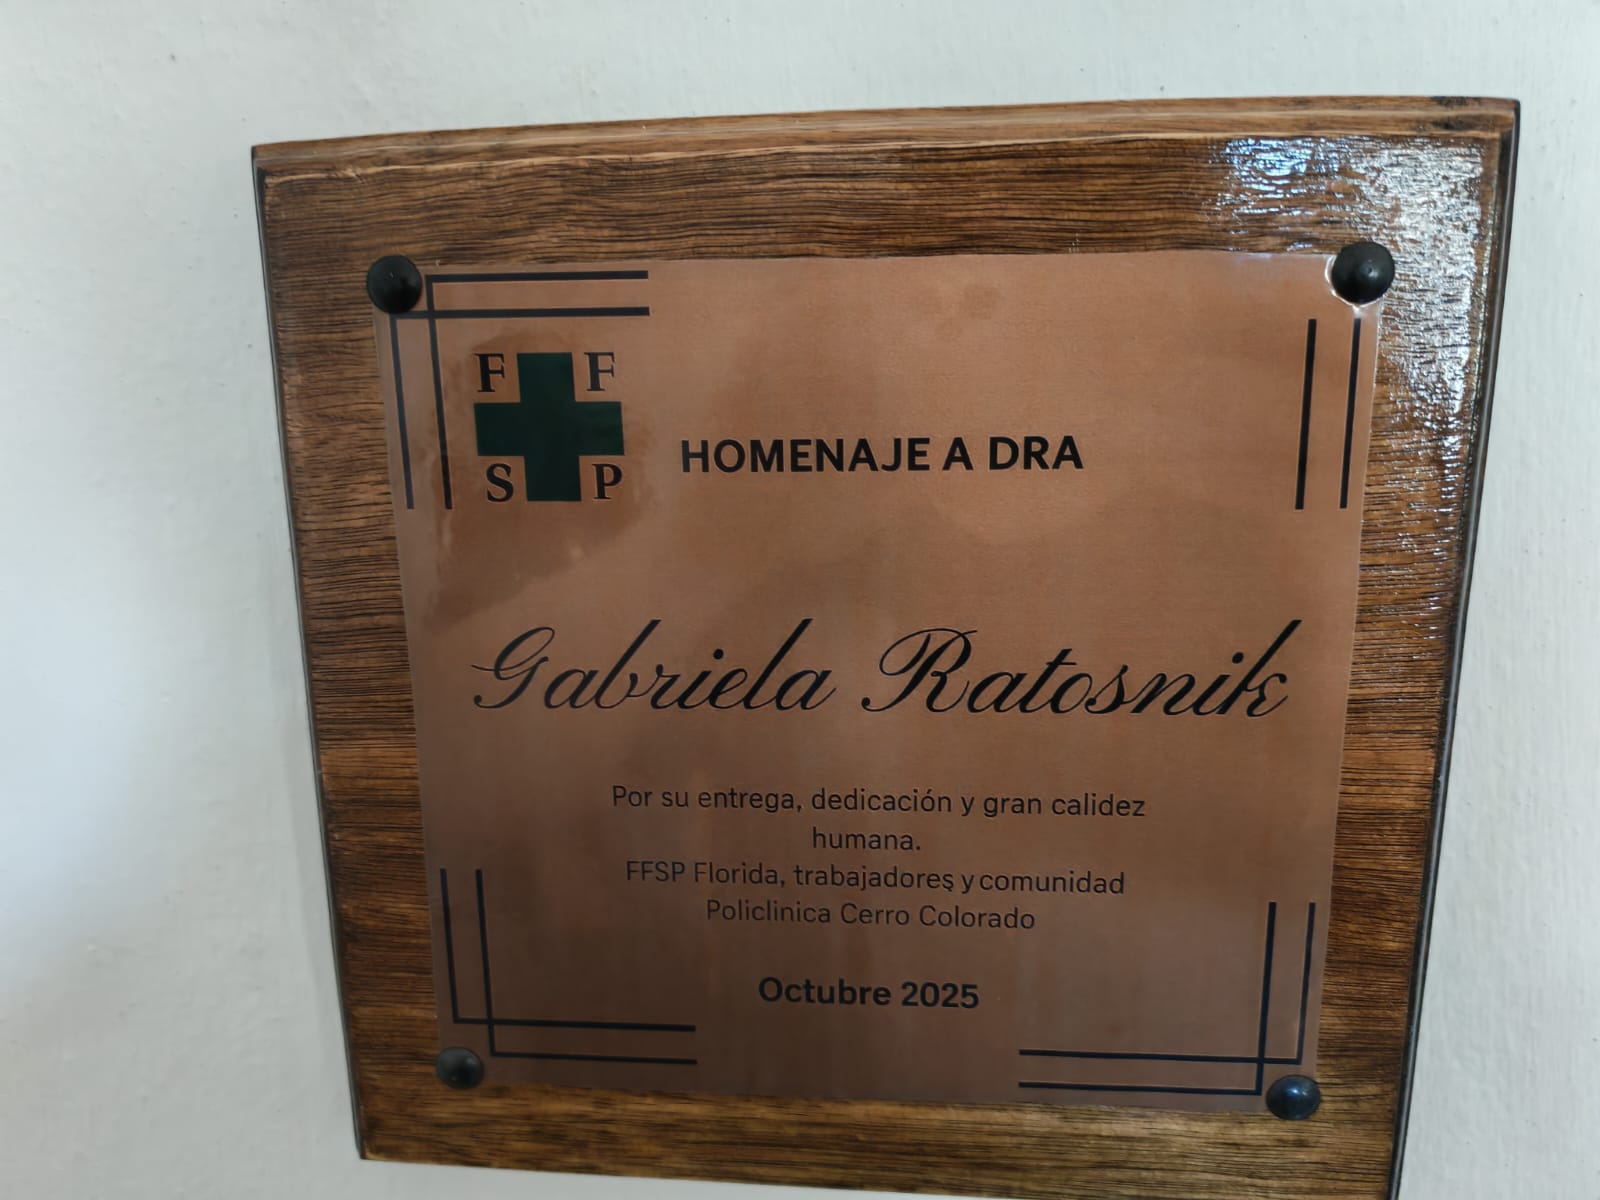 F F
S P
HOMENAJE A DRA
Gabriela Ratosnik
Por su entrega, dedicación y gran calidez
humana.
FFSP Florida, trabajadores y comunidad
Policlinica Cerro Colorado
Octubre 2025